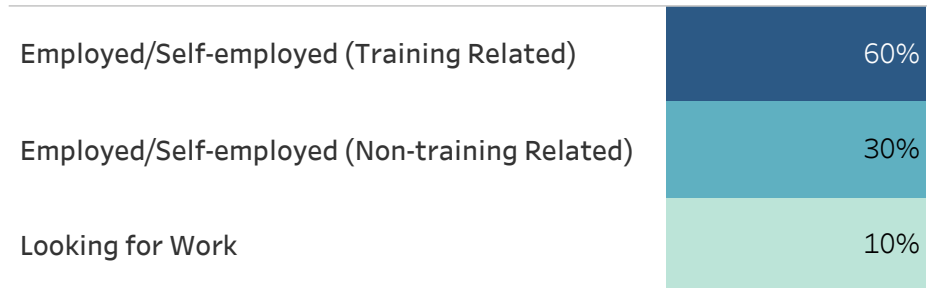 Employed/Self-employed (Training Related) 60%
Employed/Self-employed (Non-training Related) 30%
Looking for Work 10%